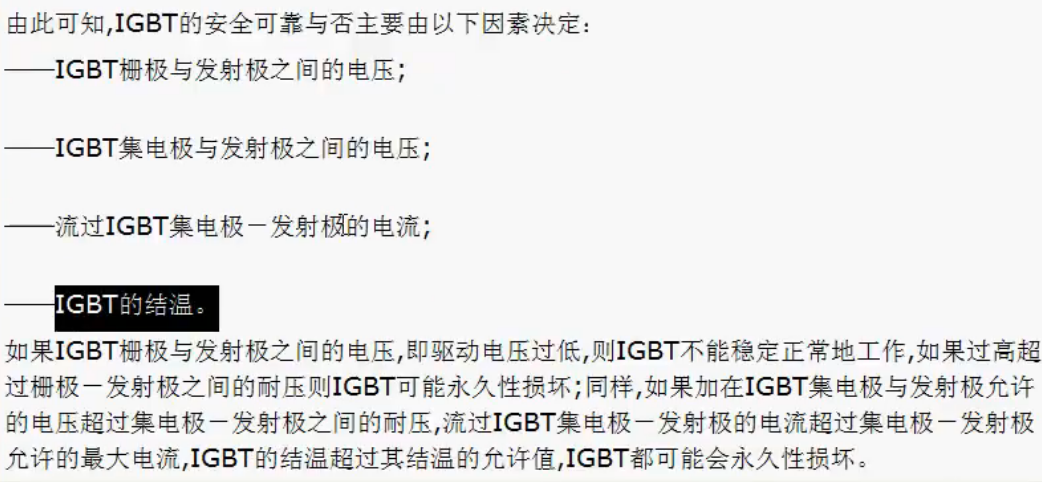 由此可知,IGBT的安全可靠与否主要由以下因素决定:
——IGBT栅极与发射极之间的电压;
——IGBT集电极与发射极之间的电压;
——流过IGBT集电极－发射极的电流;
——IGBT的结温。
如果IGBT栅极与发射极之间的电压,即驱动电压过低,则IGBT不能稳定正常地工作,如果过高超
过栅极－发射极之间的耐压则IGBT可能永久性损坏;同样,如果加在IGBT集电极与发射极允许
的电压超过集电极－发射极之间的耐压,流过IGBT集电极－发射极的电流超过集电极－发射极
允许的最大电流,IGBT的结温超过其结温的允许值,IGBT都可能会永久性损坏。